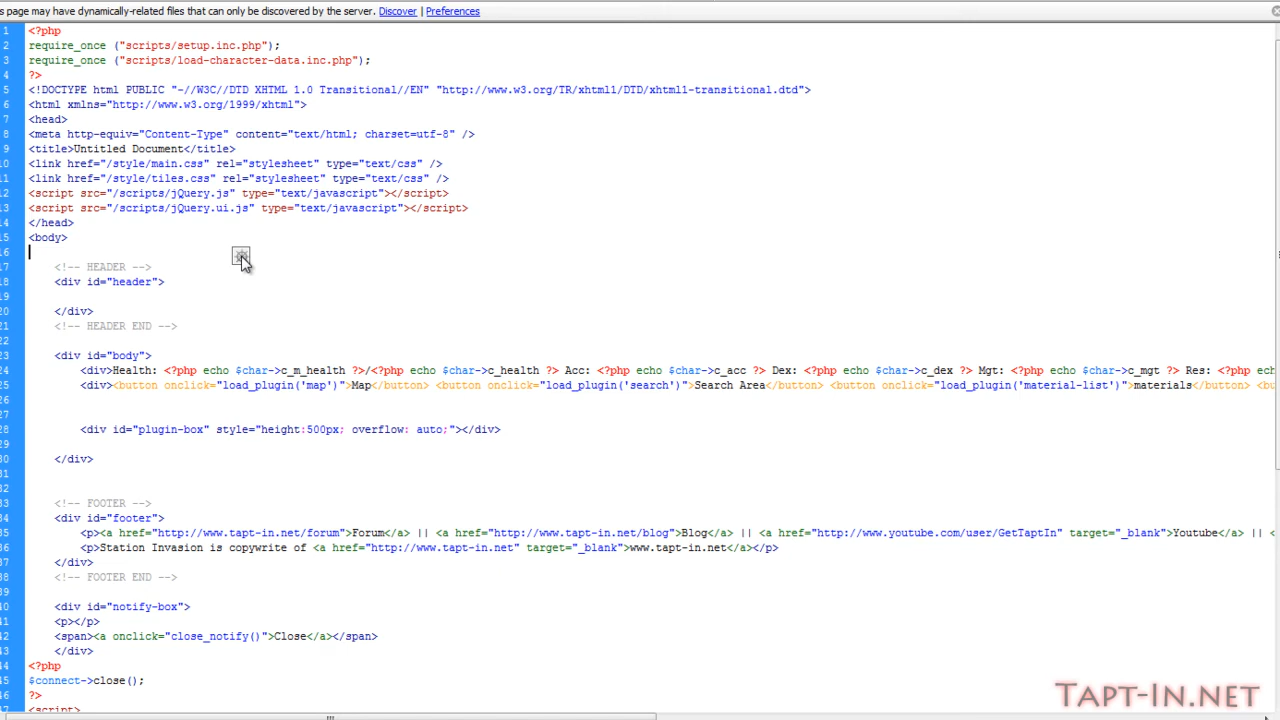 s page may have dynamically-related files that can only be discovered by the server. Discover | Preferences
1 <?php
2 require_once ("scripts/setup.inc.php");
3 require_once ("scripts/load-character-data.inc.php");
4 ?>
5 <!DOCTYPE html PUBLIC "-//W3C//DTD XHTML 1.0 Transitional//EN" "http://www.w3.org/TR/xhtml1/DTD/xhtml1-transitional.dtd">
6 <html xmlns="http://www.w3.org/1999/xhtml">
7 <head>
8 <meta http-equiv="Content-Type" content="text/html; charset=utf-8" />
9 <title>Untitled Document</title>
10 <link href="/style/main.css" rel="stylesheet" type="text/css" />
11 <link href="/style/tiles.css" rel="stylesheet" type="text/css" />
12 <script src="/scripts/jQuery.js" type="text/javascript"></script>
13 <script src="/scripts/jQuery.ui.js" type="text/javascript"></script>
14 </head>
15 <body>
16
17 <!-- HEADER -->
18 <div id="header">
19
20 </div>
21 <!-- HEADER END -->
22
23 <div id="body">
24 <div>Health: <?php echo $char->c_m_health ?>/<?php echo $char->c_health ?> Acc: <?php echo $char->c_acc ?> Dex: <?php echo $char->c_dex ?> Mgt: <?php echo $char->c_mgt ?> Res: <?php ech
25 <div><button onclick="load_plugin('map')">Map</button> <button onclick="load_plugin('search')">Search Area</button> <button onclick="load_plugin('material-list')">materials</button> <bu
26
27
28 <div id="plugin-box" style="height:500px; overflow: auto;"></div>
29
30 </div>
31
32
33 <!-- FOOTER -->
34 <div id="footer">
35 <p><a href="http://www.tapt-in.net/forum">Forum</a> || <a href="http://www.tapt-in.net/blog">Blog</a> || <a href="http://www.youtube.com/user/GetTaptIn" target="_blank">Youtube</a> || <
36 <p>Station Invasion is copywrite of <a href="http://www.tapt-in.net" target="_blank">www.tapt-in.net</a></p>
37 </div>
38 <!-- FOOTER END -->
39
40 <div id="notify-box">
41 <p></p>
42 <span><a onclick="close_notify()">Close</a></span>
43 </div>
44 <?php
45 $connect->close();
46 ?>
<script>
Tapt-In.net